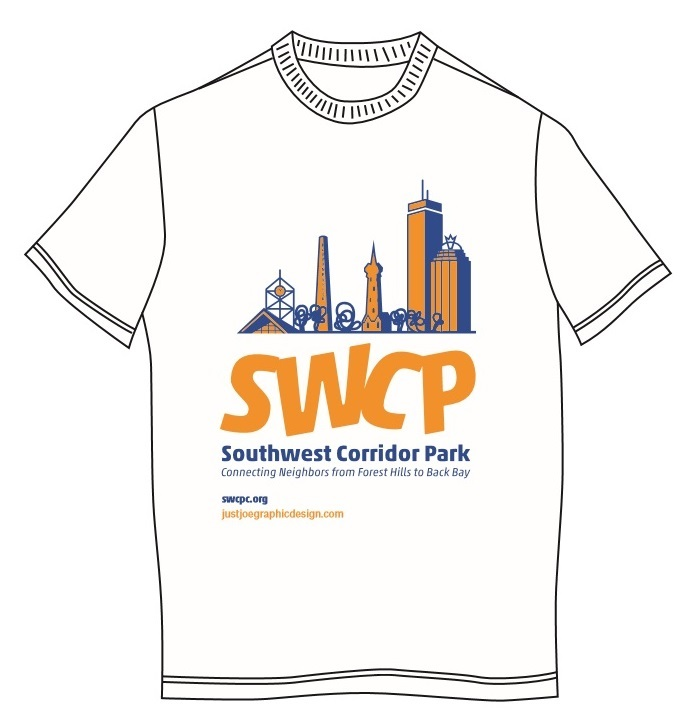 SWCP
Southwest Corridor Park
Connecting Neighbors from Forest Hills to Back Bay
swcpc.org
justjoegraphicdesign.com